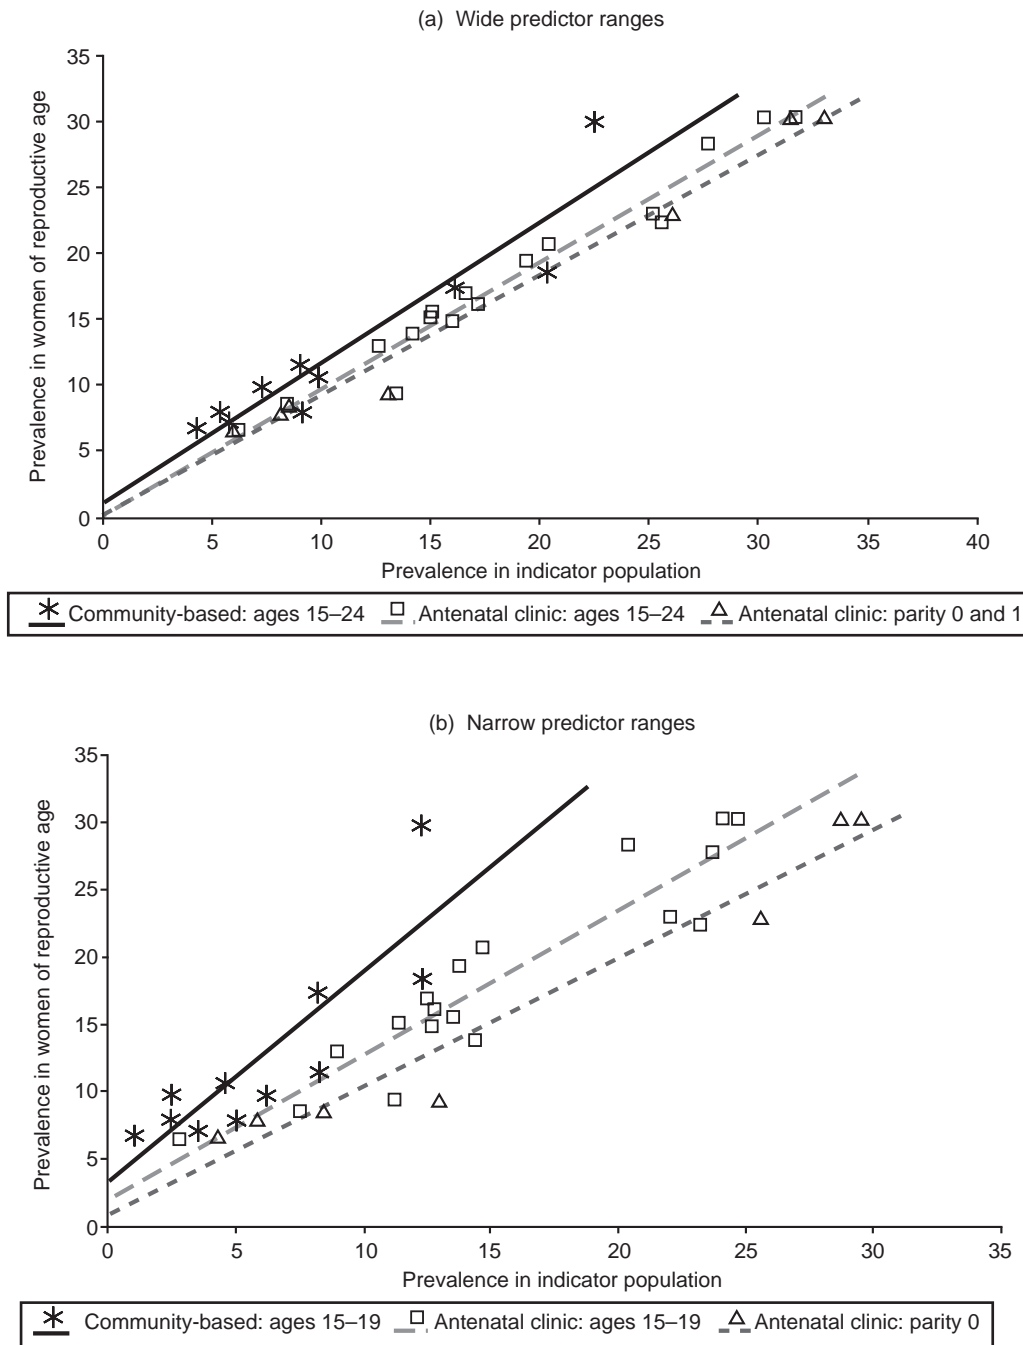 (a) Wide predictor ranges
35
30
25
20
15
10
5
0
Prevalence in women of reproductive age
0 5 10 15 20 25 30 35 40
Prevalence in indicator population
Community-based: ages 15–24 Antenatal clinic: ages 15–24 Antenatal clinic: parity 0 and 1
(b) Narrow predictor ranges
35
30
25
20
15
10
5
0
Prevalence in women of reproductive age
0 5 10 15 20 25 30 35
Prevalence in indicator population
Community-based: ages 15–19 Antenatal clinic: ages 15–19 Antenatal clinic: parity 0